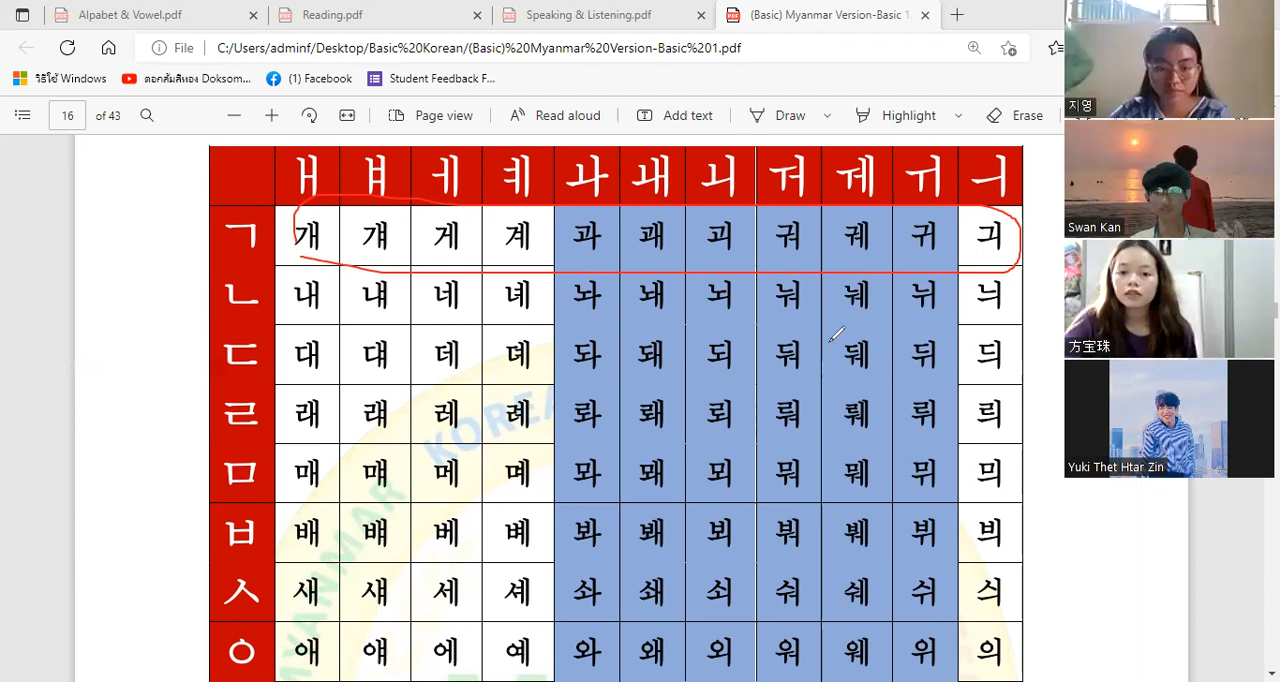 Alpabet & Vowel.pdf
Reading.pdf
Speaking & Listening.pdf
(Basic) Myanmar Version-Basic 1
File C:/Users/adminf/Desktop/Basic%20Korean/(Basic)%20Myanmar%20Version-Basic%201.pdf
วิธีใช้ Windows
ดอกส้มสีทอง Doksom...
(1) Facebook
Student Feedback F...
16 of 43
Page view
Read aloud
Add text
Draw
Highlight
Erase
ㅐ ㅒ ㅔ ㅖ ㅘ ㅙ ㅚ ㅝ ㅞ ㅟ ㅢ
ㄱ 개 걔 게 계 과 괘 괴 궈 궤 귀 긔
ㄴ 내 냬 네 녜 놔 놰 뇌 눠 눼 뉘 늬
ㄷ 대 댸 데 뎨 돠 돼 되 둬 뒈 뒤 듸
ㄹ 래 럐 레 례 롸 뢔 뢰 뤄 뤠 뤼 릐
ㅁ 매 먜 메 몌 뫄 뫠 뫼 뭐 뭬 뮈 믜
ㅂ 배 뱨 베 볘 봐 봬 뵈 붜 붸 뷔 븨
ㅅ 새 섀 세 셰 솨 쇄 쇠 숴 쉐 쉬 싀
ㅇ 애 얘 에 예 와 왜 외 워 웨 위 의
MYANMAR KOREA
지영
Swan Kan
方宝珠
Yuki Thet Htar Zin